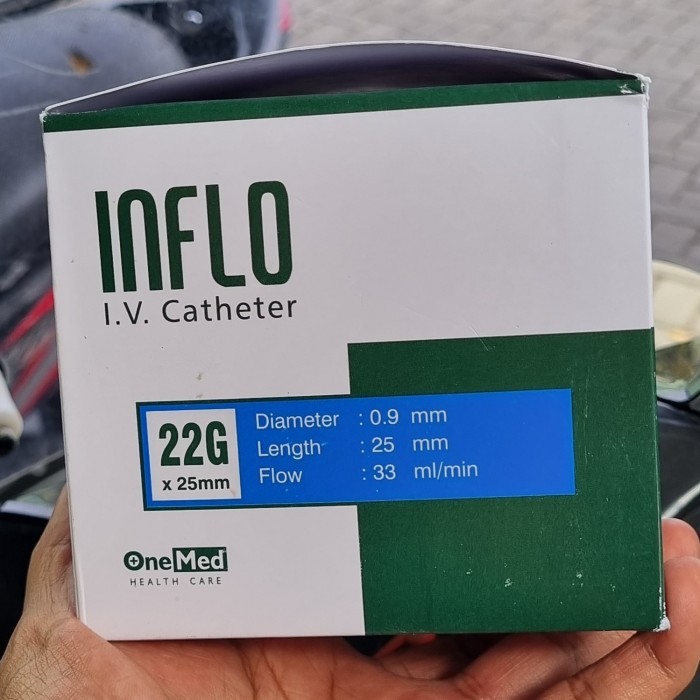 INFLO
I.V. Catheter
22G
x 25mm
Diameter : 0.9 mm
Length : 25 mm
Flow : 33 ml/min
OneMed
HEALTH CARE